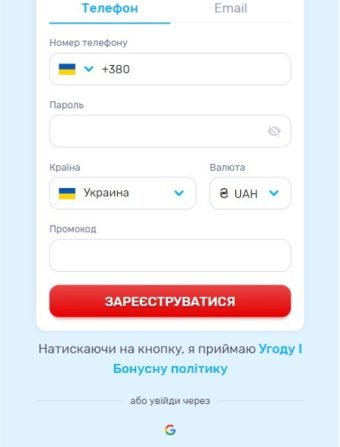 Телефон Email
Номер телефону
+380
Пароль
Країна Валюта
Украина ₴ UAH
Промокод
ЗАРЕЄСТРУВАТИСЯ
Натискаючи на кнопку, я приймаю Угоду І
Бонусну політику
або увійди через